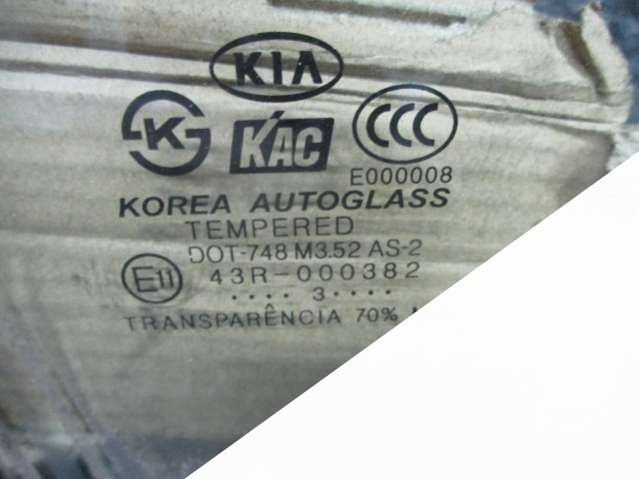 KIA
KS KAC CCC
E000008
KOREA AUTOGLASS
TEMPERED
DOT-748 M3.52 AS-2
E11 43R-000382
.... 3....
TRANSPARÊNCIA 70%